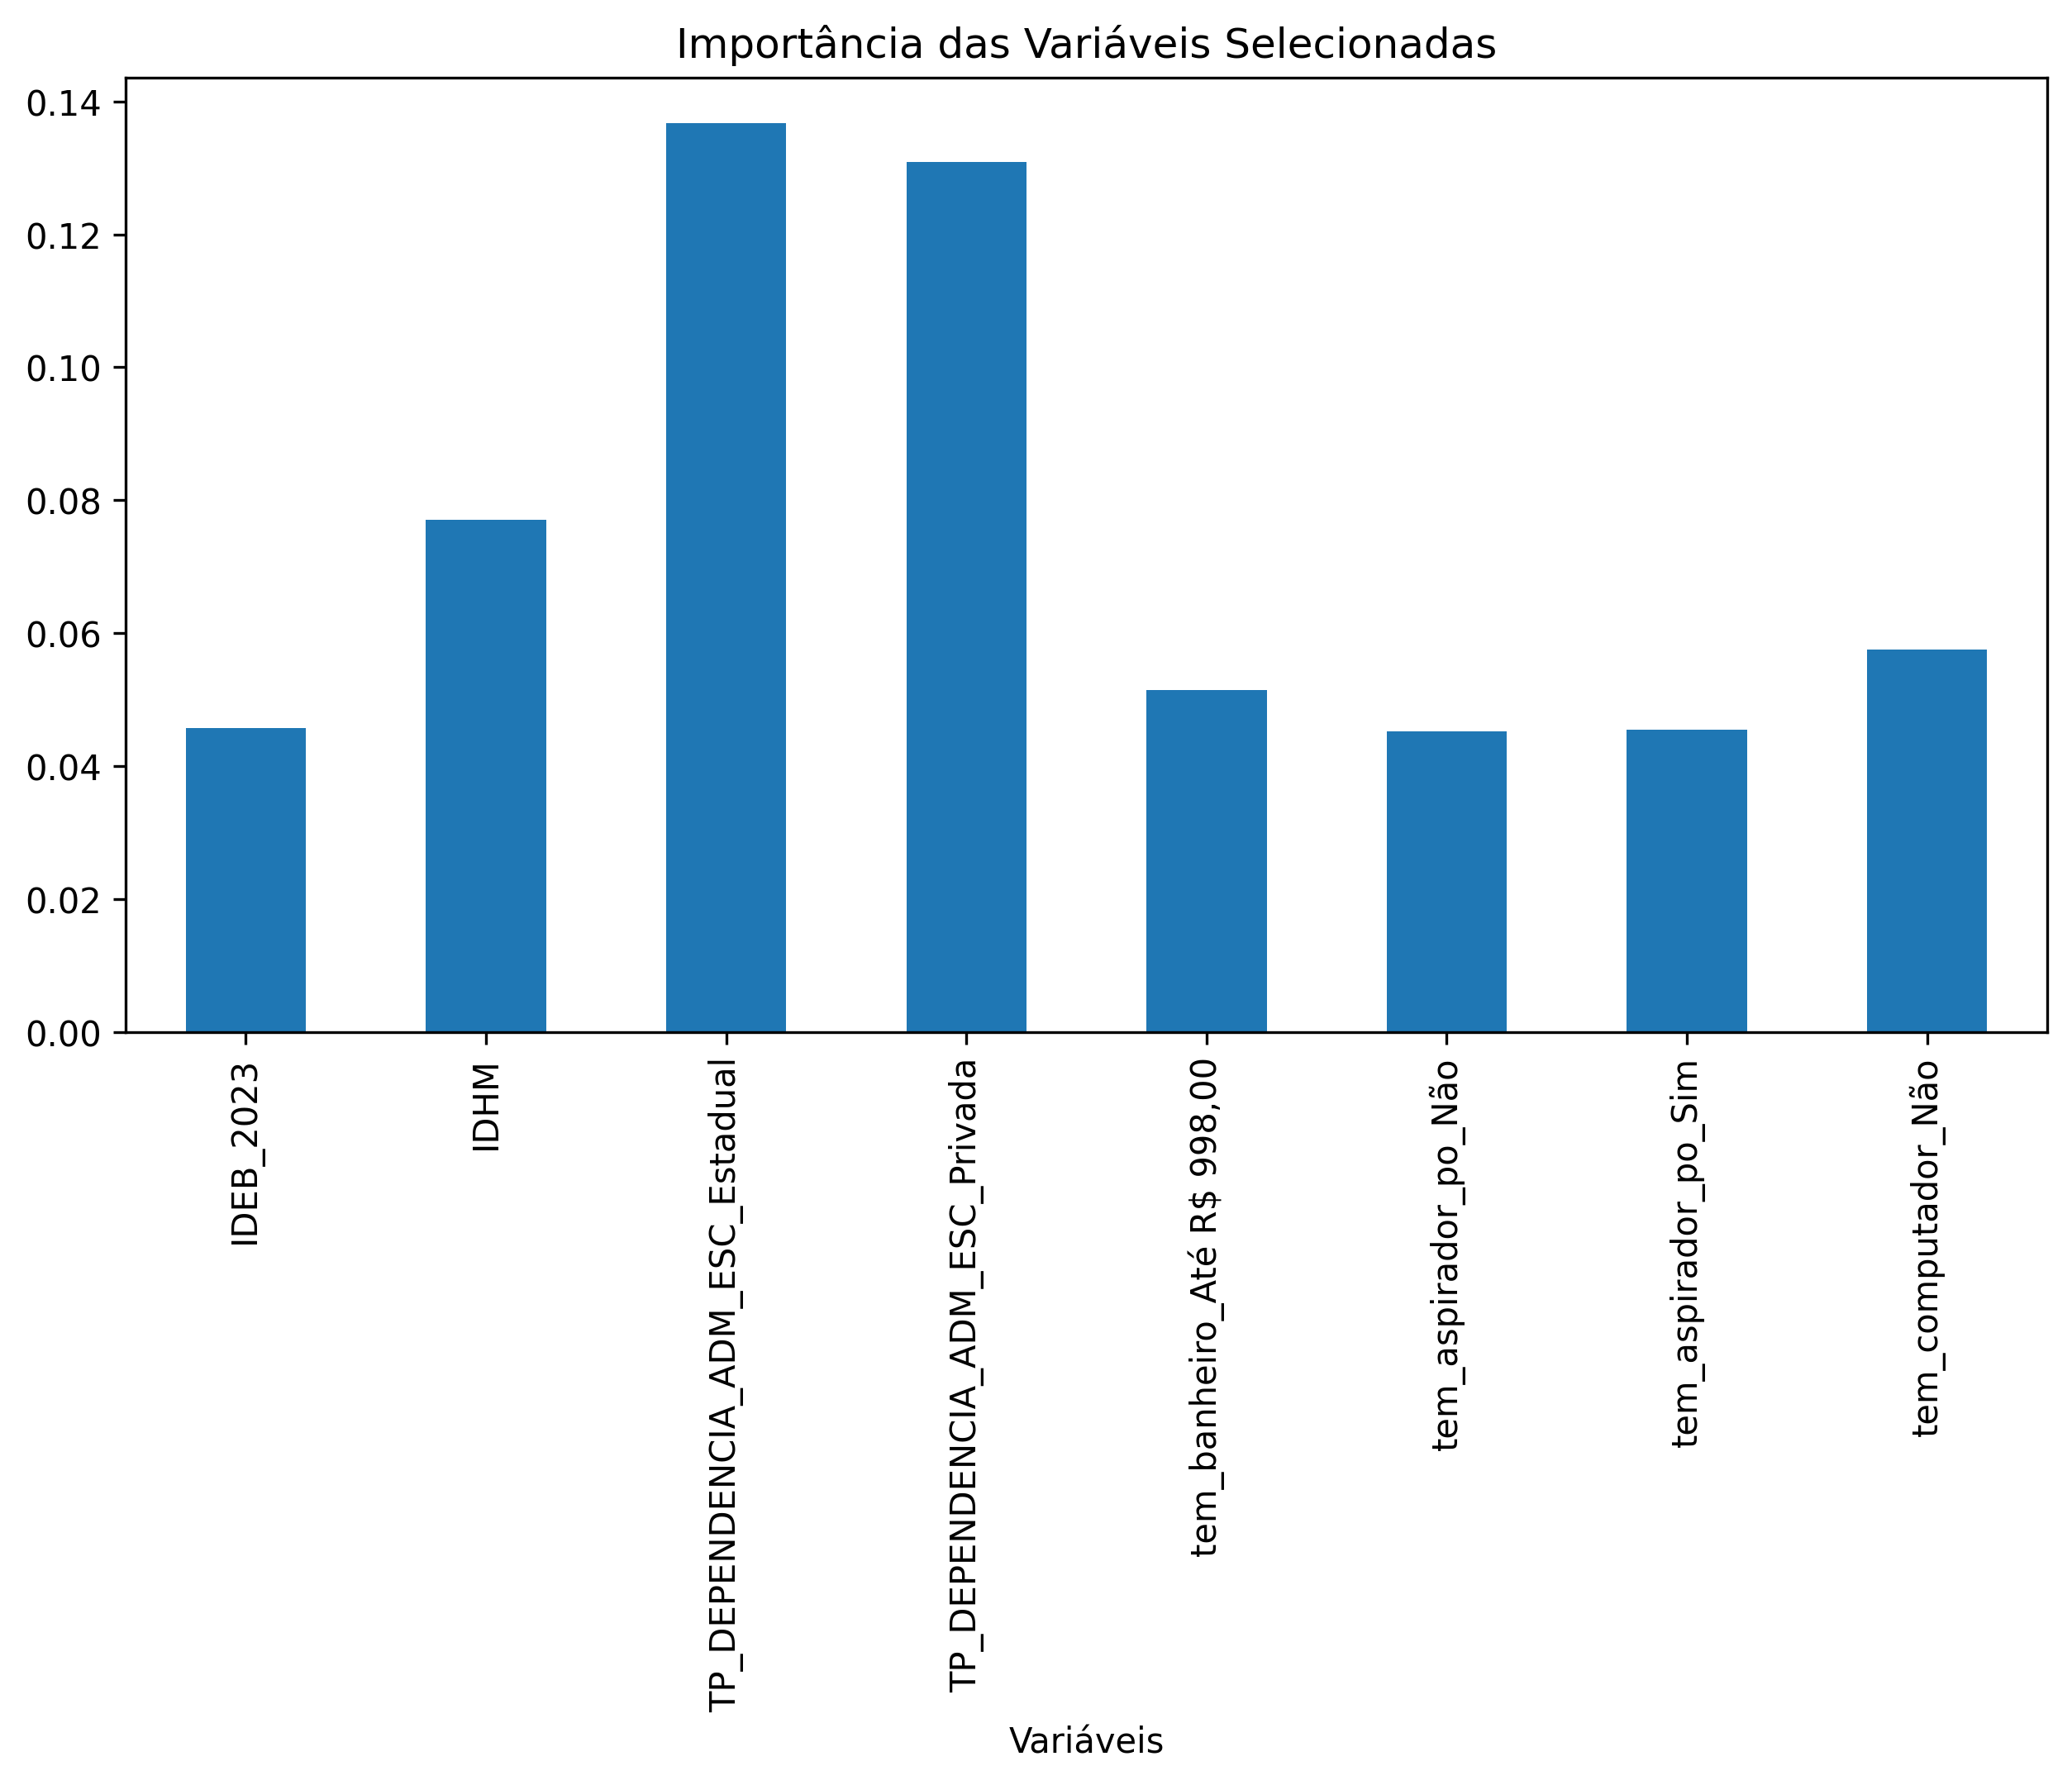 Importância das Variáveis Selecionadas
0.14
0.12
0.10
0.08
0.06
0.04
0.02
0.00
IDEB_2023
IDHM
TP_DEPENDENCIA_ADM_ESC_Estadual
TP_DEPENDENCIA_ADM_ESC_Privada
tem_banheiro_Até R$ 998,00
tem_aspirador_po_Não
tem_aspirador_po_Sim
tem_computador_Não
Variáveis